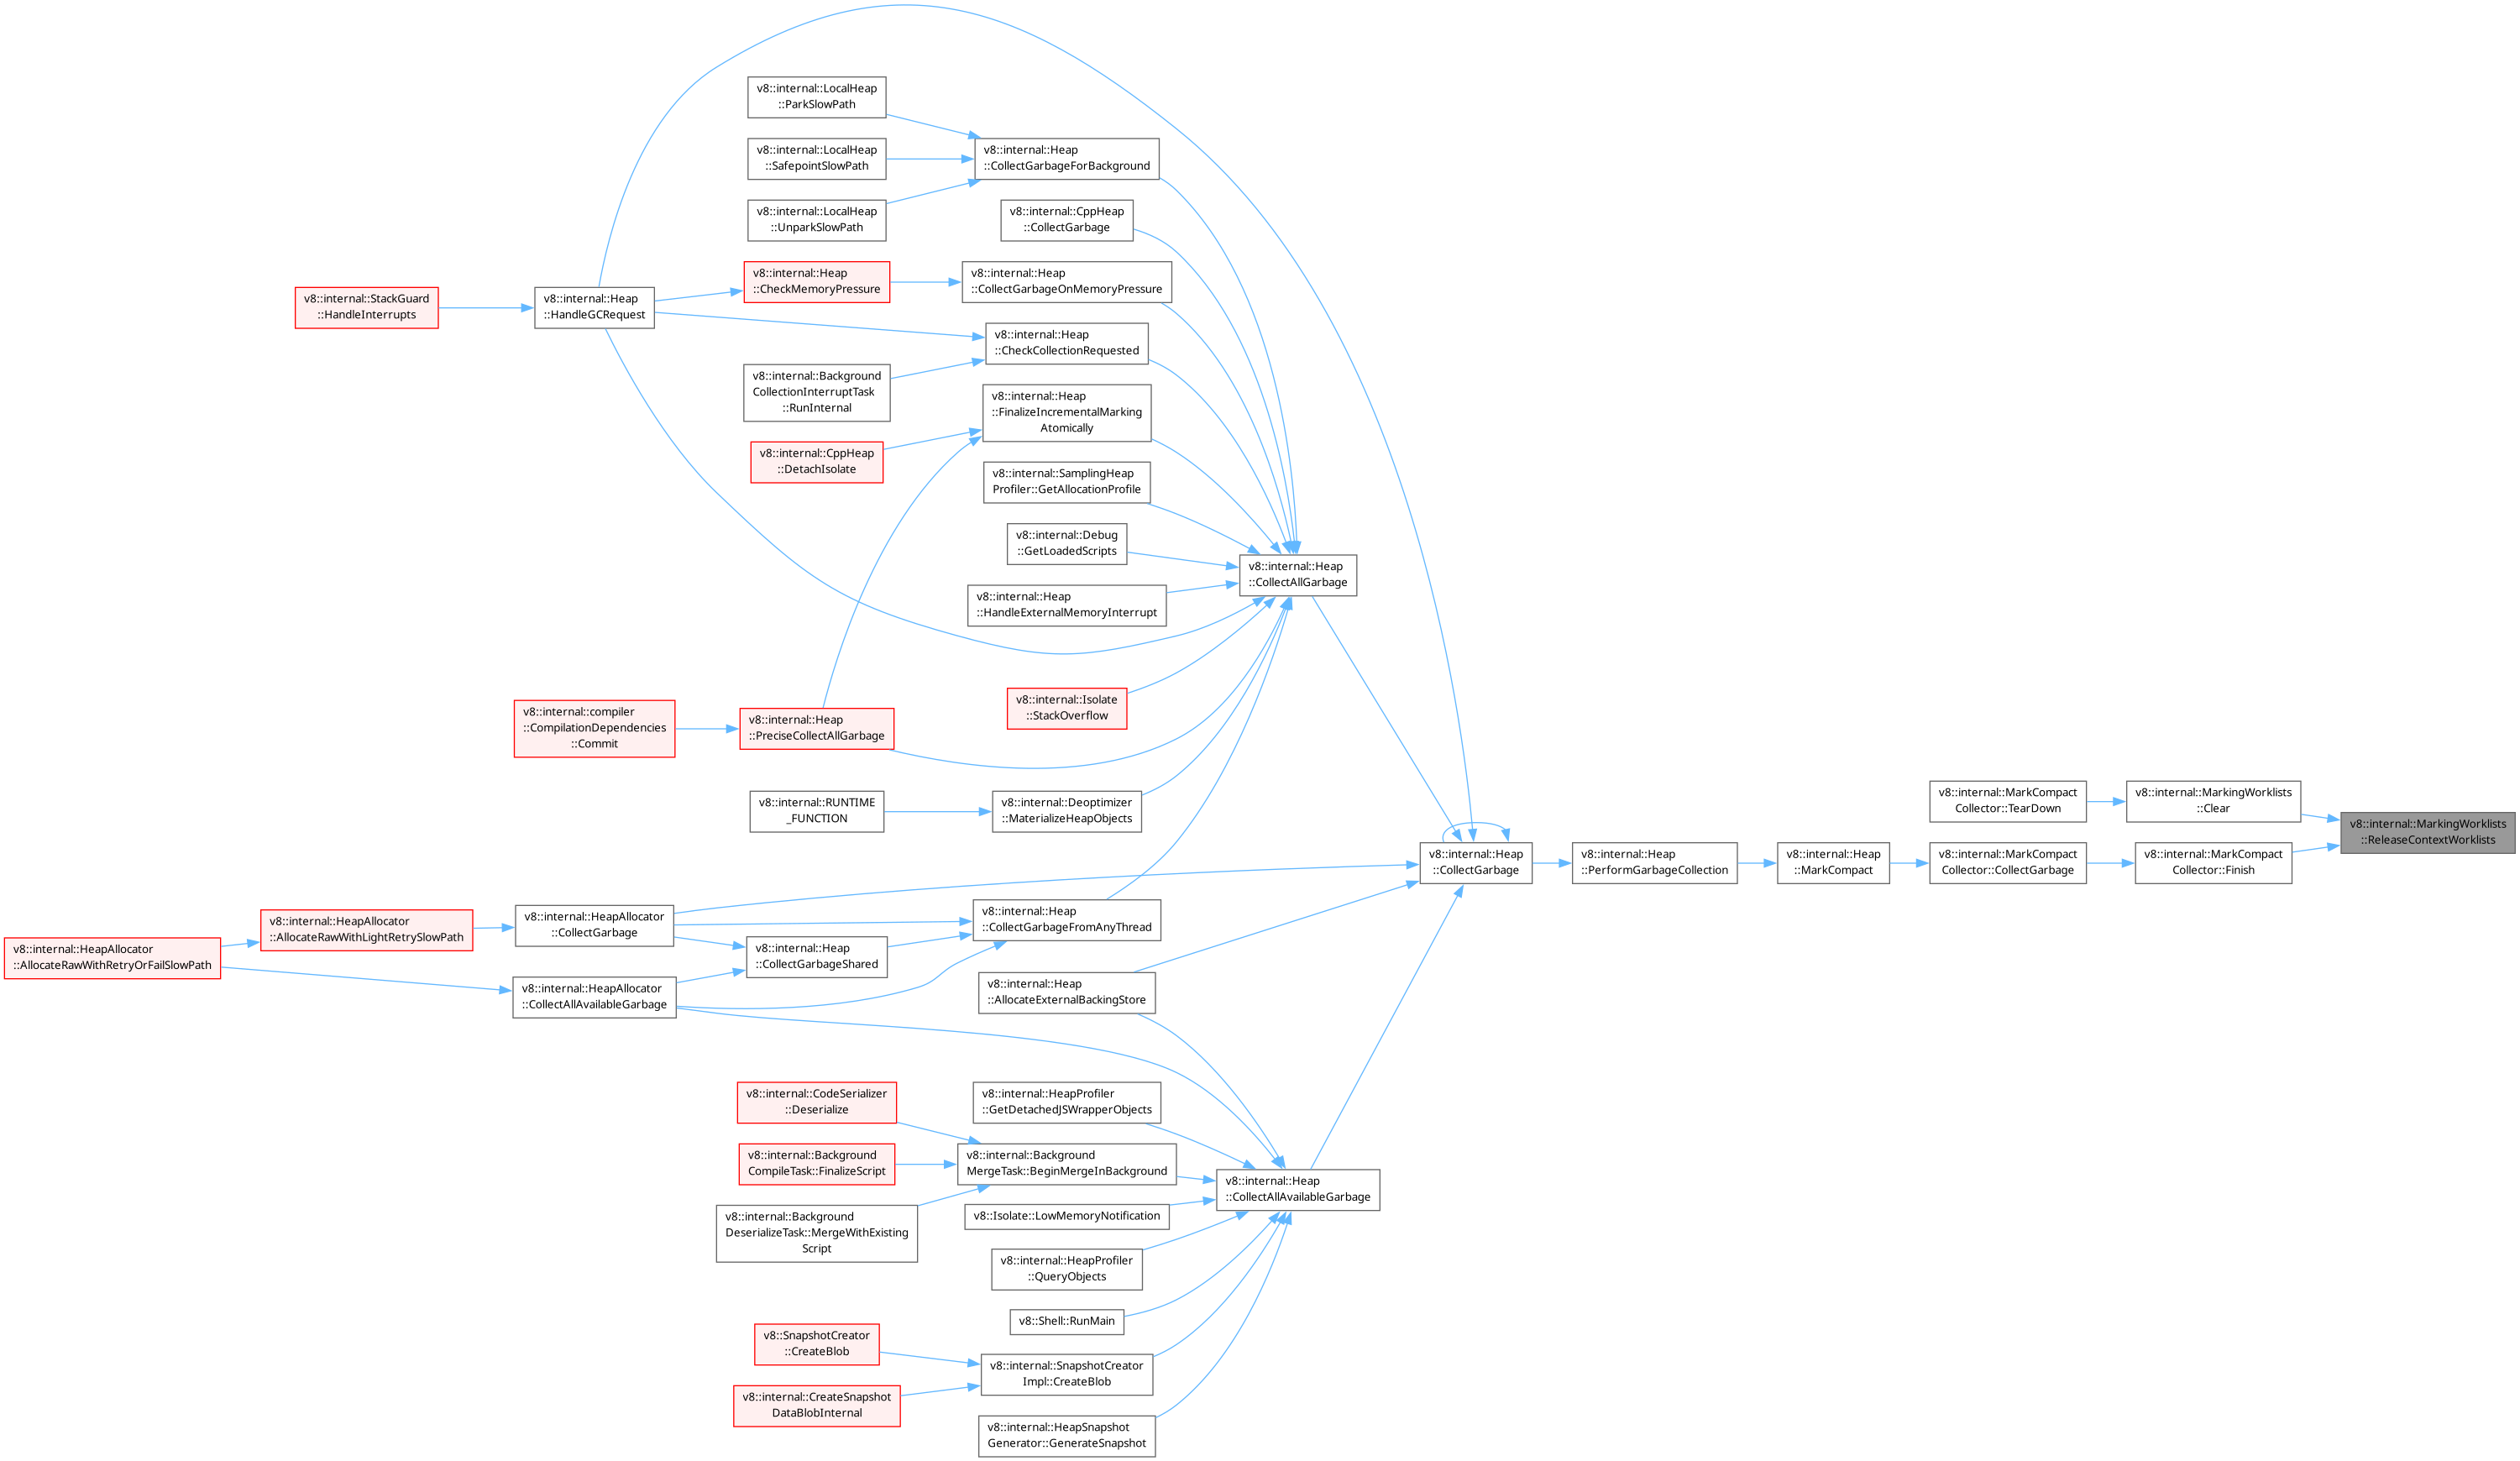 v8::internal::LocalHeap
::ParkSlowPath
v8::internal::LocalHeap
::SafepointSlowPath
v8::internal::Heap
::CollectGarbageForBackground
v8::internal::LocalHeap
::UnparkSlowPath
v8::internal::CppHeap
::CollectGarbage
v8::internal::StackGuard
::HandleInterrupts
v8::internal::Heap
::HandleGCRequest
v8::internal::Heap
::CheckMemoryPressure
v8::internal::Heap
::CollectGarbageOnMemoryPressure
v8::internal::Heap
::CheckCollectionRequested
v8::internal::Background
CollectionInterruptTask
::RunInternal
v8::internal::Heap
::FinalizeIncrementalMarking
Atomically
v8::internal::CppHeap
::DetachIsolate
v8::internal::SamplingHeap
Profiler::GetAllocationProfile
v8::internal::Debug
::GetLoadedScripts
v8::internal::Heap
::CollectAllGarbage
v8::internal::Heap
::HandleExternalMemoryInterrupt
v8::internal::Isolate
::StackOverflow
v8::internal::compiler
::CompilationDependencies
::Commit
v8::internal::Heap
::PreciseCollectAllGarbage
v8::internal::RUNTIME
_FUNCTION
v8::internal::Deoptimizer
::MaterializeHeapObjects
v8::internal::MarkCompact
Collector::TearDown
v8::internal::MarkingWorklists
::Clear
v8::internal::MarkingWorklists
::ReleaseContextWorklists
v8::internal::Heap
::CollectGarbage
v8::internal::Heap
::PerformGarbageCollection
v8::internal::Heap
::MarkCompact
v8::internal::MarkCompact
Collector::CollectGarbage
v8::internal::MarkCompact
Collector::Finish
v8::internal::HeapAllocator
::AllocateRawWithRetryOrFailSlowPath
v8::internal::HeapAllocator
::AllocateRawWithLightRetrySlowPath
v8::internal::HeapAllocator
::CollectGarbage
v8::internal::Heap
::CollectGarbageFromAnyThread
v8::internal::Heap
::CollectGarbageShared
v8::internal::HeapAllocator
::CollectAllAvailableGarbage
v8::internal::Heap
::AllocateExternalBackingStore
v8::internal::CodeSerializer
::Deserialize
v8::internal::HeapProfiler
::GetDetachedJSWrapperObjects
v8::internal::Background
CompileTask::FinalizeScript
v8::internal::Background
MergeTask::BeginMergeInBackground
v8::internal::Heap
::CollectAllAvailableGarbage
v8::internal::Background
DeserializeTask::MergeWithExisting
Script
v8::Isolate::LowMemoryNotification
v8::internal::HeapProfiler
::QueryObjects
v8::Shell::RunMain
v8::SnapshotCreator
::CreateBlob
v8::internal::SnapshotCreator
Impl::CreateBlob
v8::internal::CreateSnapshot
DataBlobInternal
v8::internal::HeapSnapshot
Generator::GenerateSnapshot